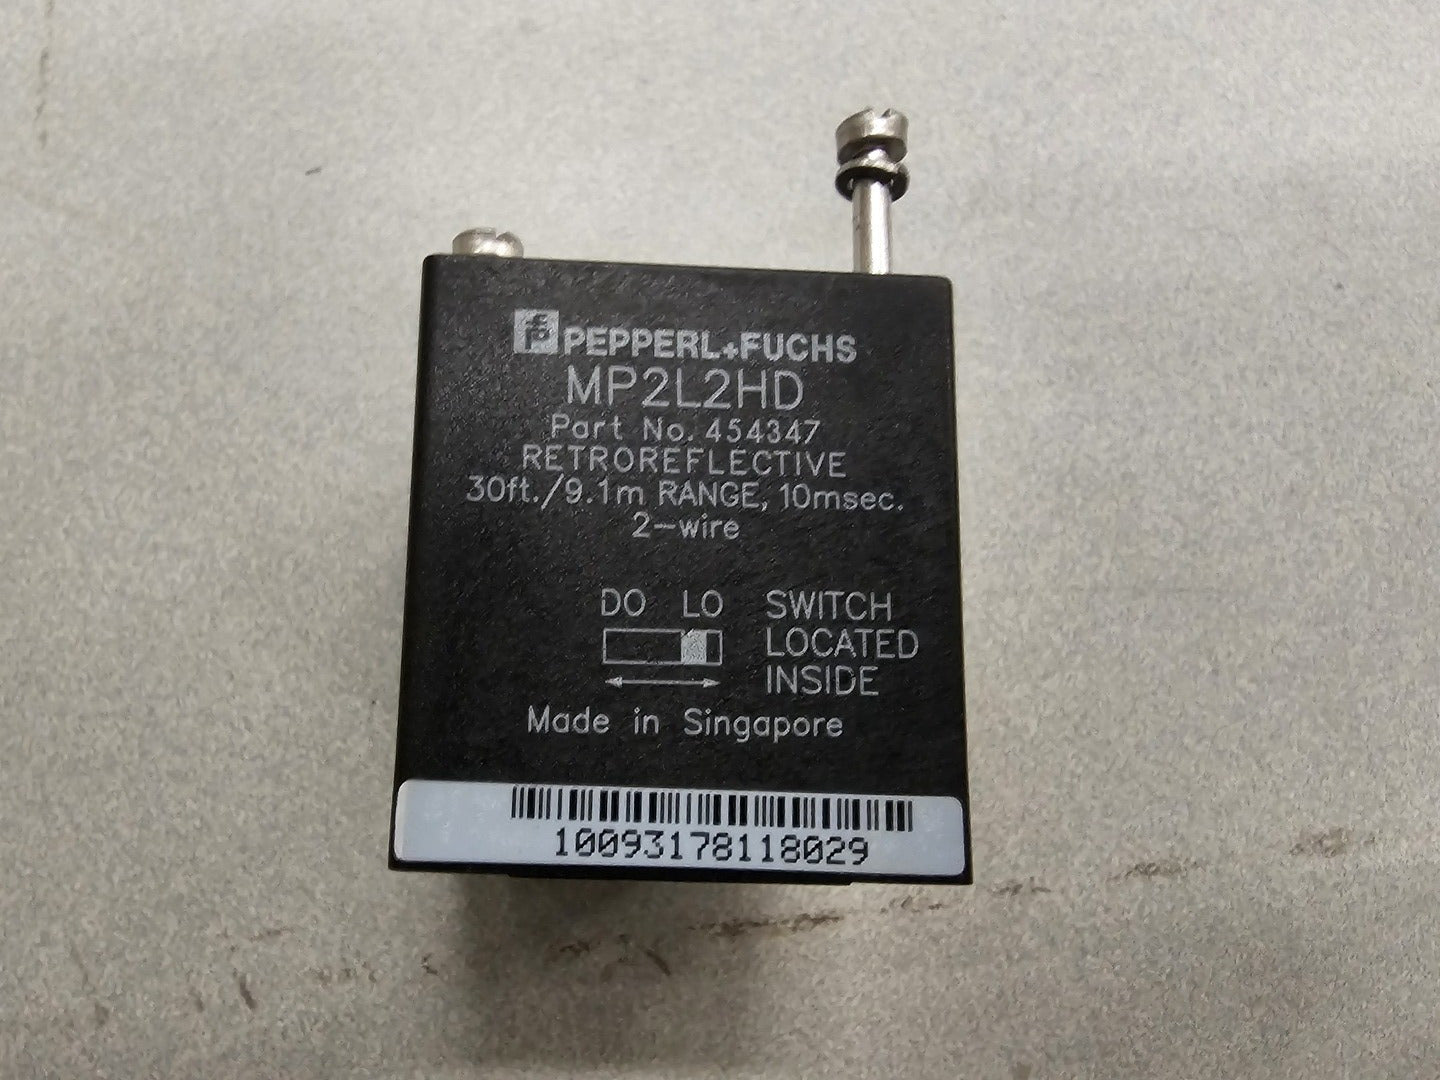 PEPPERL+FUCHS
MP2L2HD
Part No. 454347
RETROREFLECTIVE
30ft./9.1m RANGE, 10msec.
2-wire
DO LO SWITCH
LOCATED
INSIDE
Made in Singapore
10093178118029